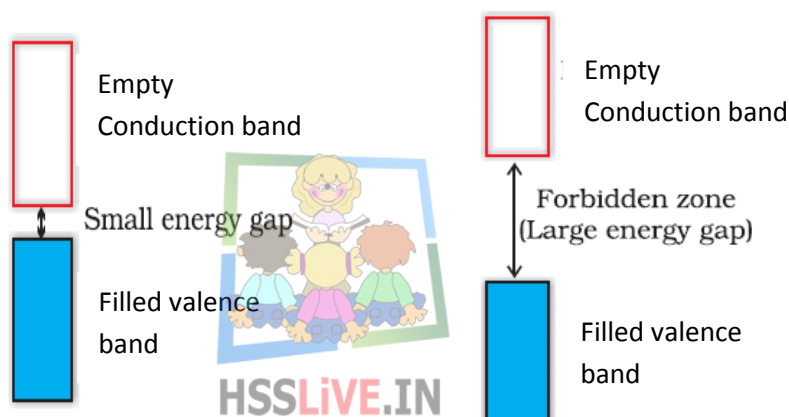 Empty
Conduction band
Small energy gap
Filled valence
band
Empty
Conduction band
Forbidden zone
(Large energy gap)
Filled valence
band
HSSLiVE.IN